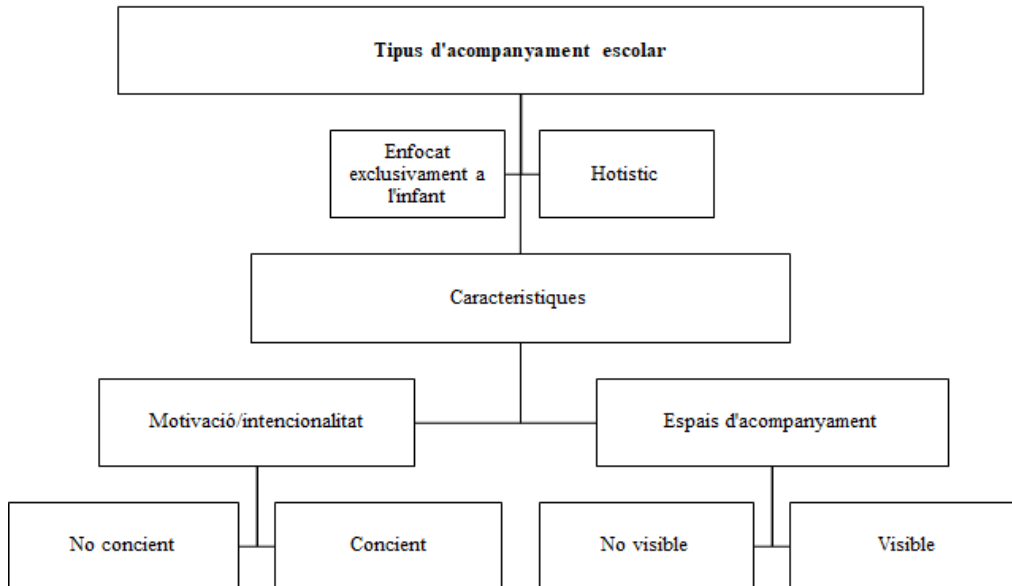 Tipus d'acompanyament escolar
Enfocat
exclusivament a
l'infant
Hotistic
Caracteristiques
Motivació/intencionalitat
Espais d'acompanyament
No concient
Concient
No visible
Visible